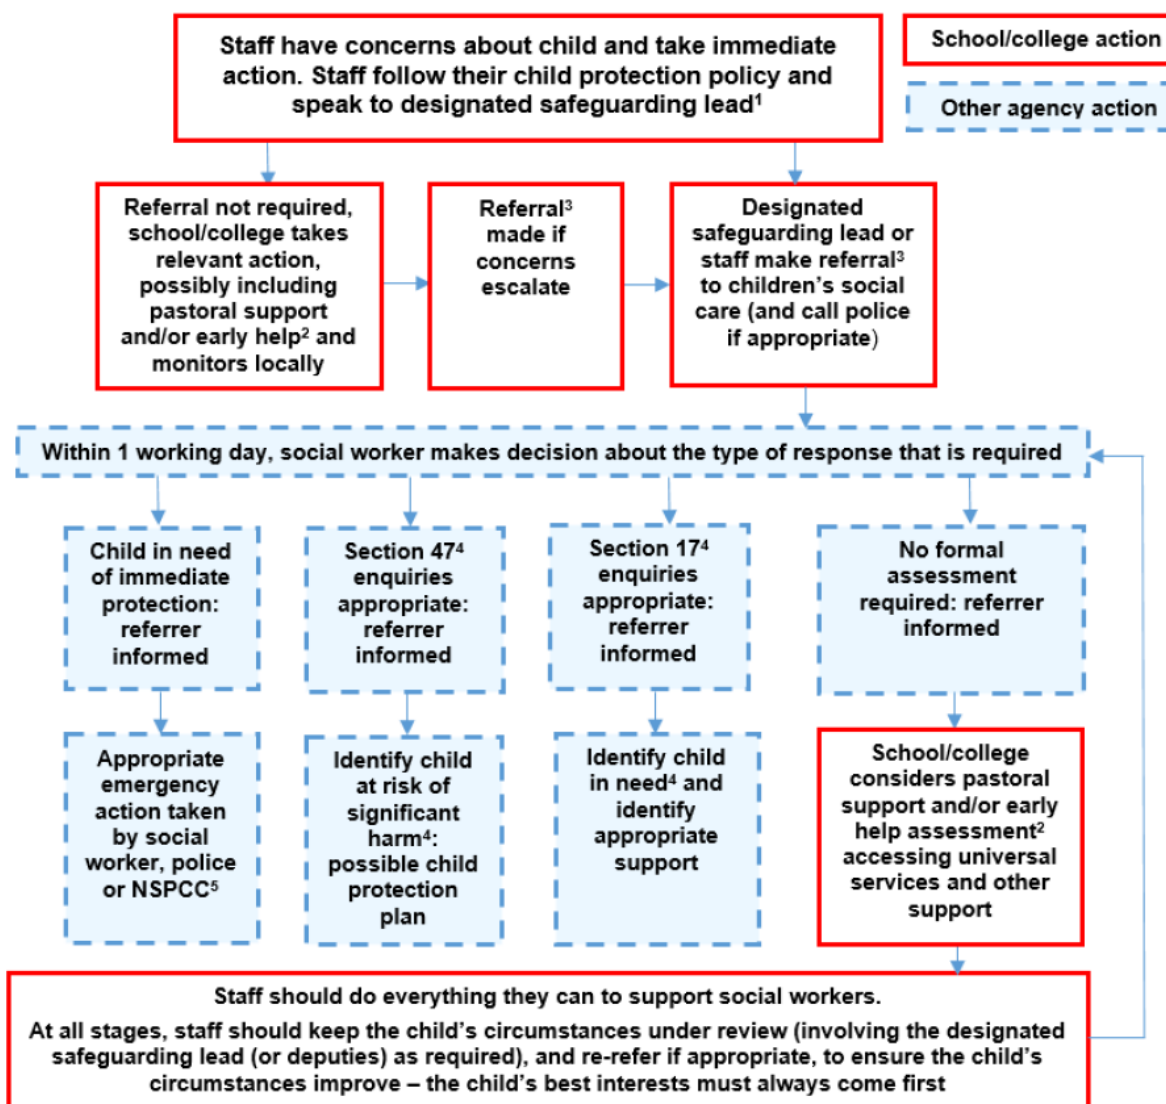 Staff have concerns about child and take immediate
action. Staff follow their child protection policy and
speak to designated safeguarding lead¹
School/college action
Other agency action
Referral not required,
school/college takes
relevant action,
possibly including
pastoral support
and/or early help² and
monitors locally
Referral³
made if
concerns
escalate
Designated
safeguarding lead or
staff make referral³
to children’s social
care (and call police
if appropriate)
Within 1 working day, social worker makes decision about the type of response that is required
Child in need
of immediate
protection:
referrer
informed
Section 47⁴
enquiries
appropriate:
referrer
informed
Section 17⁴
enquiries
appropriate:
referrer
informed
No formal
assessment
required: referrer
informed
Appropriate
emergency
action taken
by social
worker, police
or NSPCC⁵
Identify child
at risk of
significant
harm⁴:
possible child
protection
plan
Identify child
in need⁴ and
identify
appropriate
support
School/college
considers pastoral
support and/or early
help assessment²
accessing universal
services and other
support
Staff should do everything they can to support social workers.
At all stages, staff should keep the child’s circumstances under review (involving the designated
safeguarding lead (or deputies) as required), and re-refer if appropriate, to ensure the child’s
circumstances improve – the child’s best interests must always come first